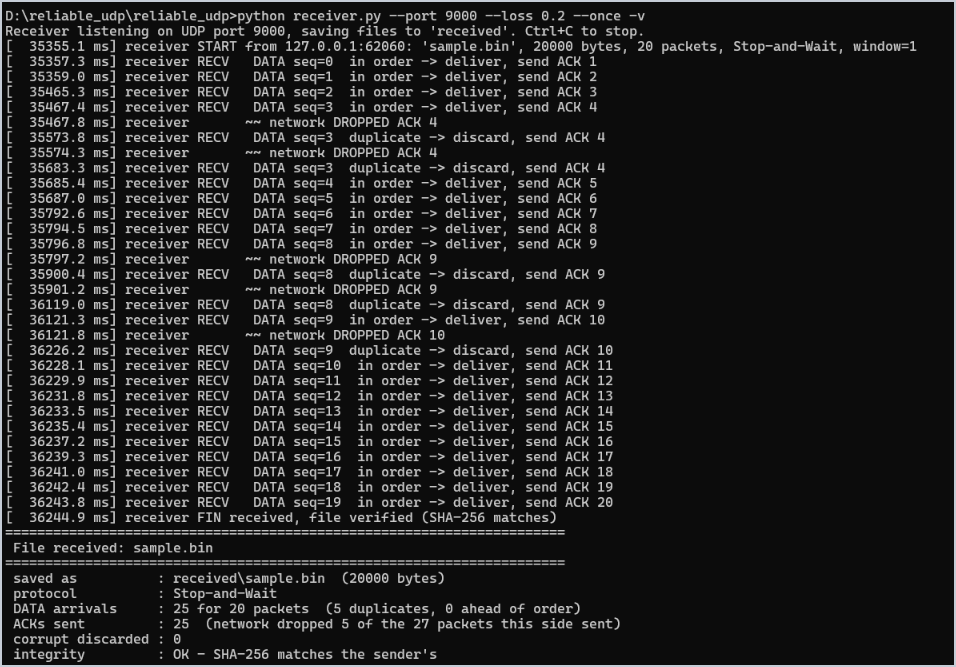 D:\reliable_udp\reliable_udp>python receiver.py --port 9000 --loss 0.2 --once -v
Receiver listening on UDP port 9000, saving files to 'received'. Ctrl+C to stop.
[  35355.1 ms] receiver START from 127.0.0.1:62060: 'sample.bin', 20000 bytes, 20 packets, Stop-and-Wait, window=1
[  35357.3 ms] receiver RECV   DATA seq=0  in order -> deliver, send ACK 1
[  35359.0 ms] receiver RECV   DATA seq=1  in order -> deliver, send ACK 2
[  35465.3 ms] receiver RECV   DATA seq=2  in order -> deliver, send ACK 3
[  35467.4 ms] receiver RECV   DATA seq=3  in order -> deliver, send ACK 4
[  35467.8 ms] receiver       ~~ network DROPPED ACK 4
[  35573.8 ms] receiver RECV   DATA seq=3  duplicate -> discard, send ACK 4
[  35574.3 ms] receiver       ~~ network DROPPED ACK 4
[  35683.3 ms] receiver RECV   DATA seq=3  duplicate -> discard, send ACK 4
[  35685.4 ms] receiver RECV   DATA seq=4  in order -> deliver, send ACK 5
[  35687.0 ms] receiver RECV   DATA seq=5  in order -> deliver, send ACK 6
[  35792.6 ms] receiver RECV   DATA seq=6  in order -> deliver, send ACK 7
[  35794.5 ms] receiver RECV   DATA seq=7  in order -> deliver, send ACK 8
[  35796.8 ms] receiver RECV   DATA seq=8  in order -> deliver, send ACK 9
[  35797.2 ms] receiver       ~~ network DROPPED ACK 9
[  35900.4 ms] receiver RECV   DATA seq=8  duplicate -> discard, send ACK 9
[  35901.2 ms] receiver       ~~ network DROPPED ACK 9
[  36119.0 ms] receiver RECV   DATA seq=8  duplicate -> discard, send ACK 9
[  36121.3 ms] receiver RECV   DATA seq=9  in order -> deliver, send ACK 10
[  36121.8 ms] receiver       ~~ network DROPPED ACK 10
[  36226.2 ms] receiver RECV   DATA seq=9  duplicate -> discard, send ACK 10
[  36228.1 ms] receiver RECV   DATA seq=10  in order -> deliver, send ACK 11
[  36229.9 ms] receiver RECV   DATA seq=11  in order -> deliver, send ACK 12
[  36231.8 ms] receiver RECV   DATA seq=12  in order -> deliver, send ACK 13
[  36233.5 ms] receiver RECV   DATA seq=13  in order -> deliver, send ACK 14
[  36235.4 ms] receiver RECV   DATA seq=14  in order -> deliver, send ACK 15
[  36237.2 ms] receiver RECV   DATA seq=15  in order -> deliver, send ACK 16
[  36239.3 ms] receiver RECV   DATA seq=16  in order -> deliver, send ACK 17
[  36241.0 ms] receiver RECV   DATA seq=17  in order -> deliver, send ACK 18
[  36242.4 ms] receiver RECV   DATA seq=18  in order -> deliver, send ACK 19
[  36243.8 ms] receiver RECV   DATA seq=19  in order -> deliver, send ACK 20
[  36244.9 ms] receiver FIN received, file verified (SHA-256 matches)
======================================================================
 File received: sample.bin
======================================================================
 saved as          : received\sample.bin  (20000 bytes)
 protocol          : Stop-and-Wait
 DATA arrivals     : 25 for 20 packets  (5 duplicates, 0 ahead of order)
 ACKs sent         : 25  (network dropped 5 of the 27 packets this side sent)
 corrupt discarded : 0
 integrity         : OK - SHA-256 matches the sender's